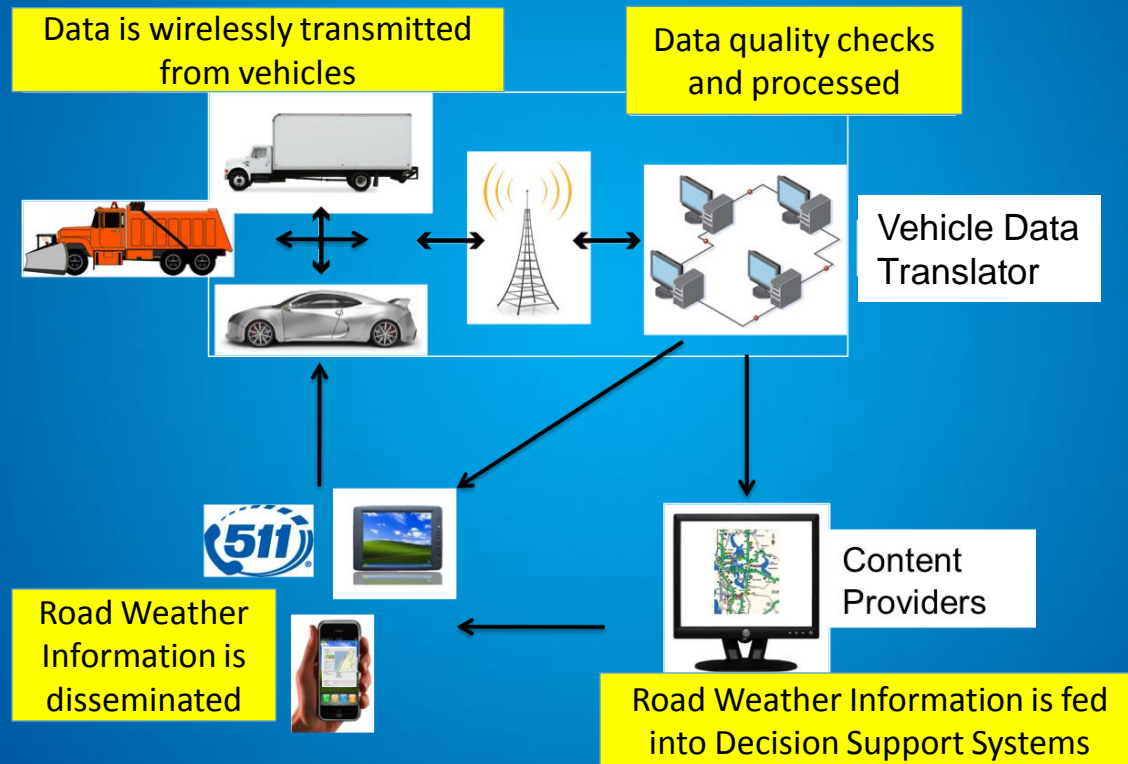 Data is wirelessly transmitted
from vehicles
Data quality checks
and processed
Vehicle Data
Translator
511
Content
Providers
Road Weather
Information is
disseminated
Road Weather Information is fed
into Decision Support Systems